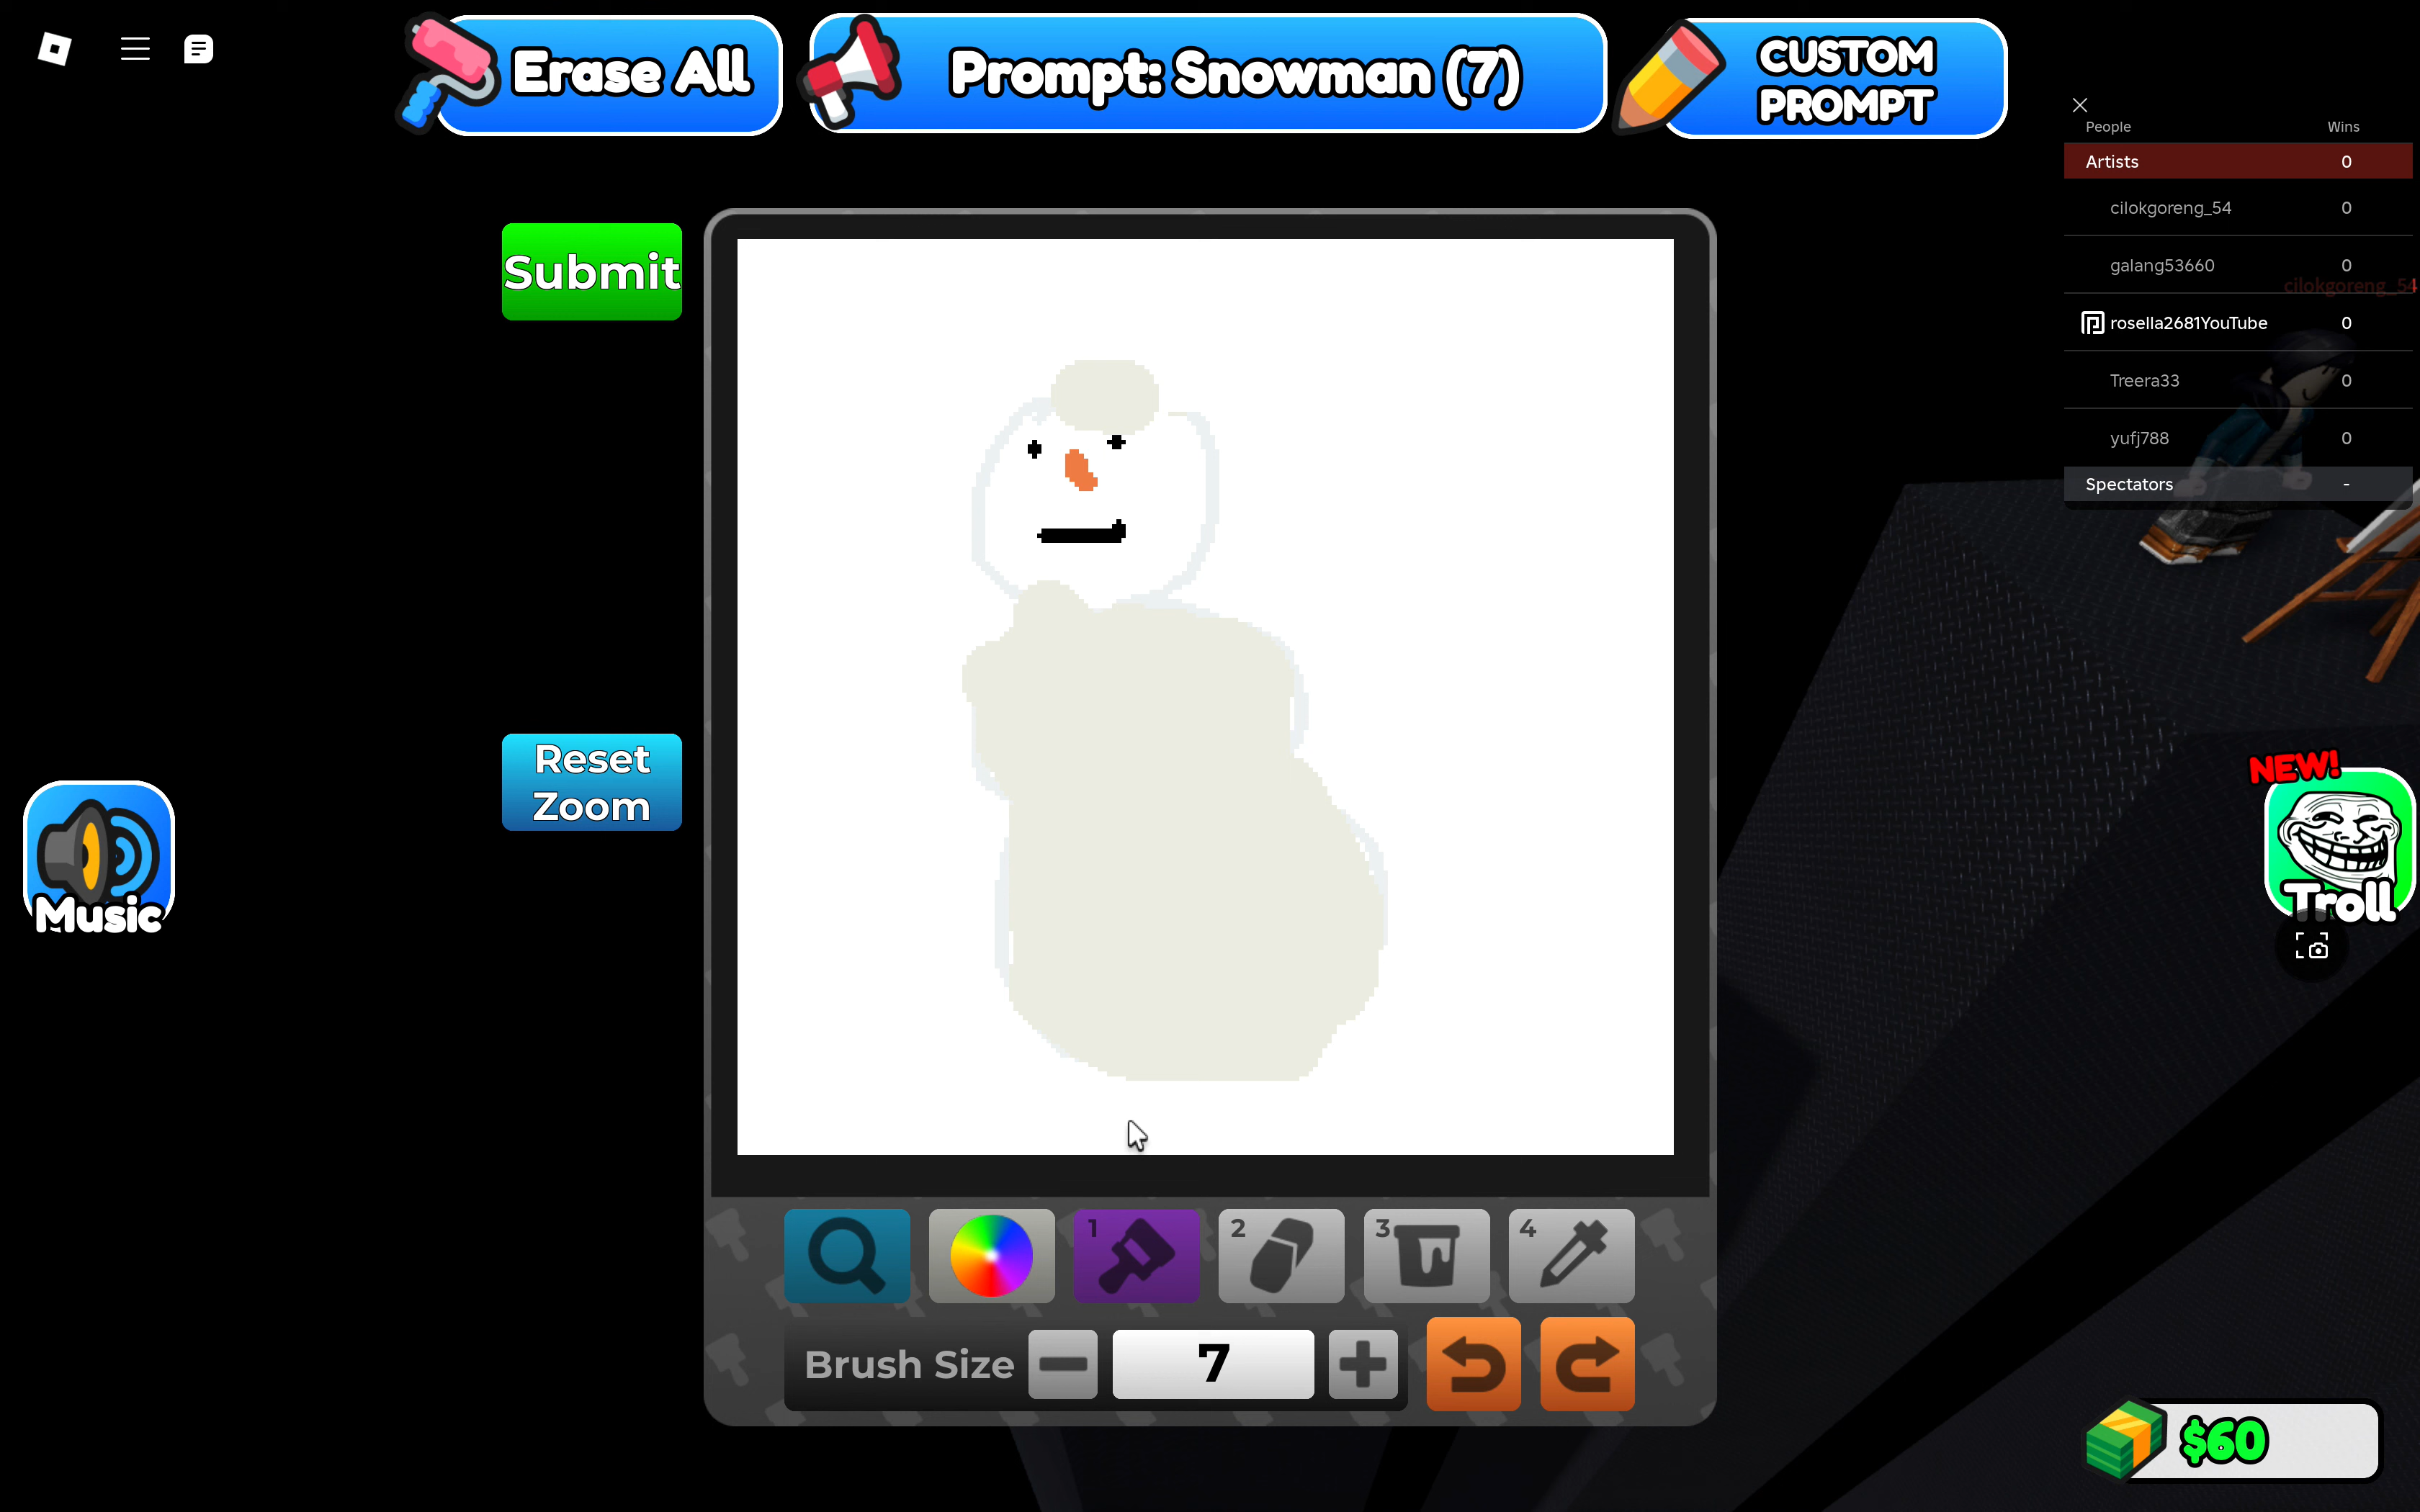 Erase All
Prompt: Snowman (7)
CUSTOM
PROMPT
People Wins
Artists 0
cilokgoreng_54 0
galang53660 0
cilokgoreng_54
rosella2681YouTube 0
Treera33 0
yufj788 0
Spectators -
Submit
Reset
Zoom
Music
NEW!
Troll
1
2
3
4
Brush Size
7
$60